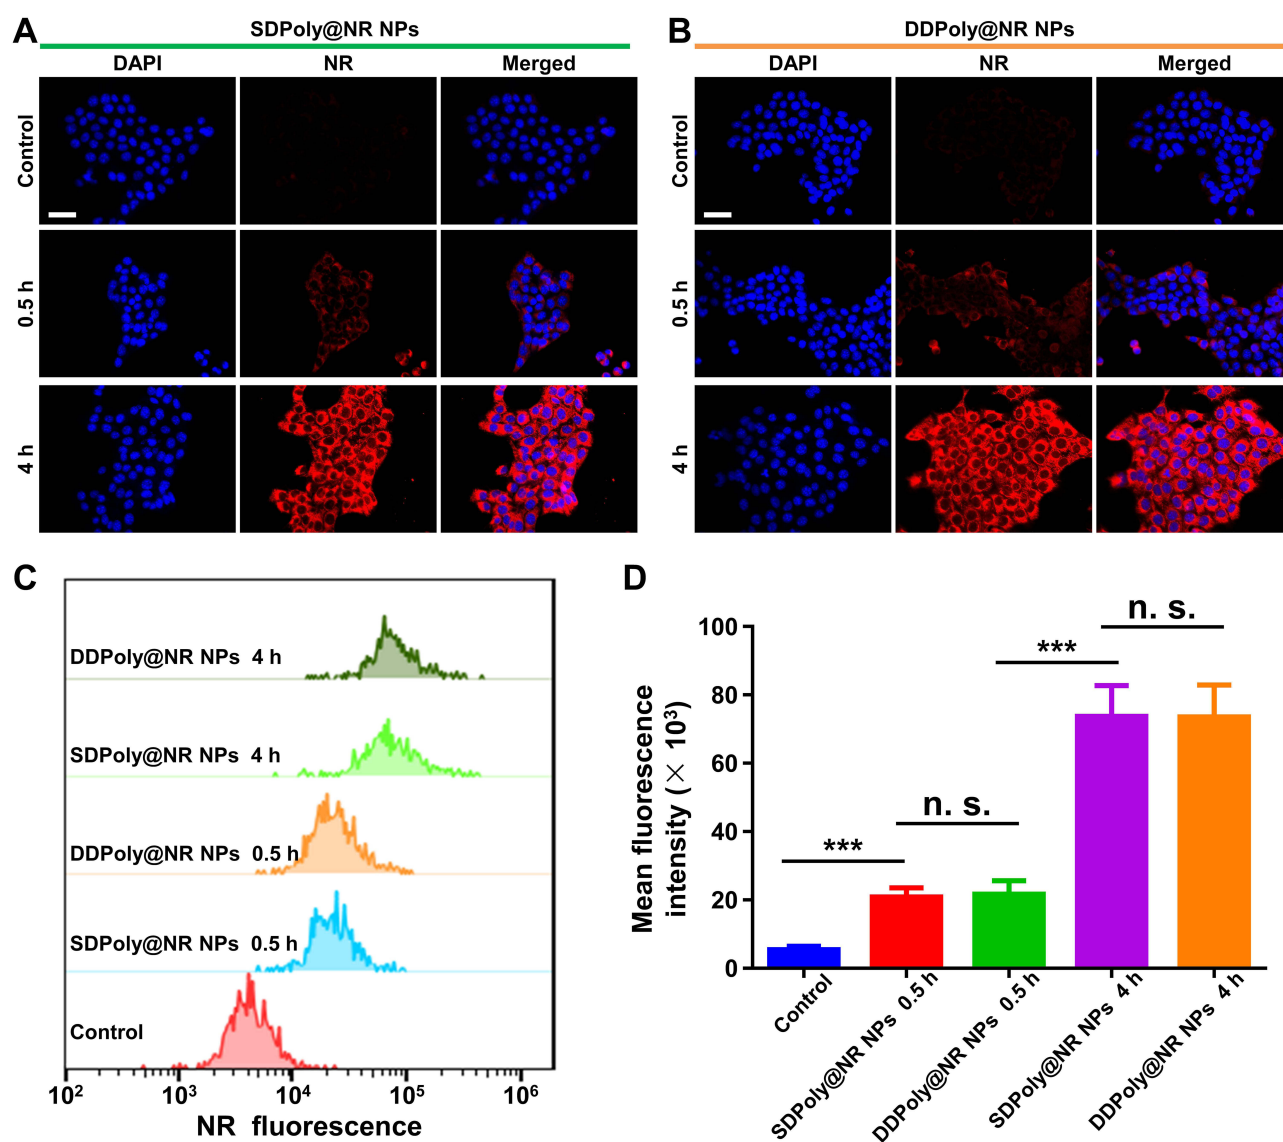 A
SDPoly@NR NPs
DAPI NR Merged
Control
0.5 h
4 h
B
DDPoly@NR NPs
DAPI NR Merged
Control
0.5 h
4 h
C
DDPoly@NR NPs 4 h
SDPoly@NR NPs 4 h
DDPoly@NR NPs 0.5 h
SDPoly@NR NPs 0.5 h
Control
10² 10³ 10⁴ 10⁵ 10⁶
NR fluorescence
D
Mean fluorescence
intensity (× 10³)
100
80
60
40
20
0
***
n. s.
***
n. s.
Control
SDPoly@NR NPs 0.5 h
DDPoly@NR NPs 0.5 h
SDPoly@NR NPs 4 h
DDPoly@NR NPs 4 h